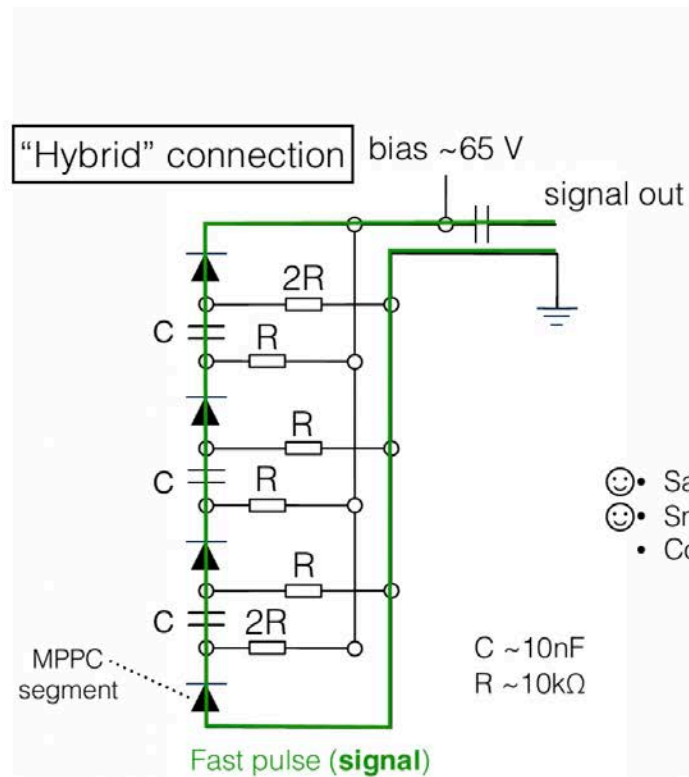 "Hybrid" connection
bias ~65 V
signal out
2R
C
R
R
C
R
R
C
2R
MPPC
segment
C ~10nF
R ~10kΩ
Fast pulse (signal)